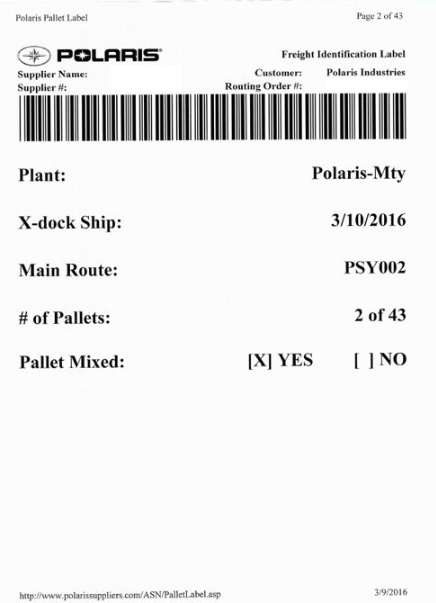 Polaris Pallet Label Page 2 of 43
POLARIS Freight Identification Label
Supplier Name: Customer: Polaris Industries
Supplier #: Routing Order #:
Plant: Polaris-Mty
X-dock Ship: 3/10/2016
Main Route: PSY002
# of Pallets: 2 of 43
Pallet Mixed: [X] YES [ ] NO
http://www.polarissuppliers.com/ASN/PalletLabel.asp 3/9/2016